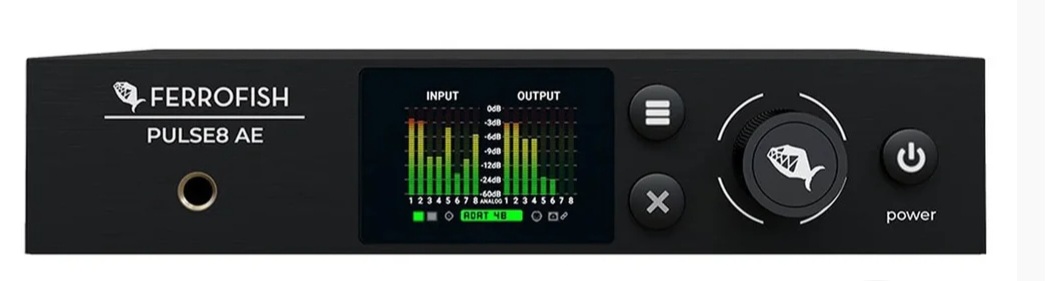 FERROFISH
PULSE8 AE
INPUT OUTPUT
0dB
-3dB
-6dB
-9dB
-12dB
-24dB
-60dB
1 2 3 4 5 6 7 8 ANALOG 1 2 3 4 5 6 7 8
ADAT 48
power